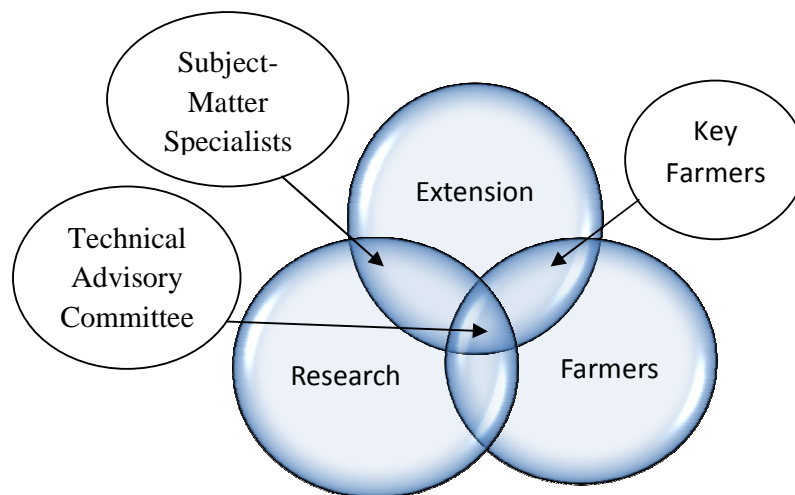 Subject-
Matter
Specialists
Key
Farmers
Extension
Technical
Advisory
Committee
Research
Farmers